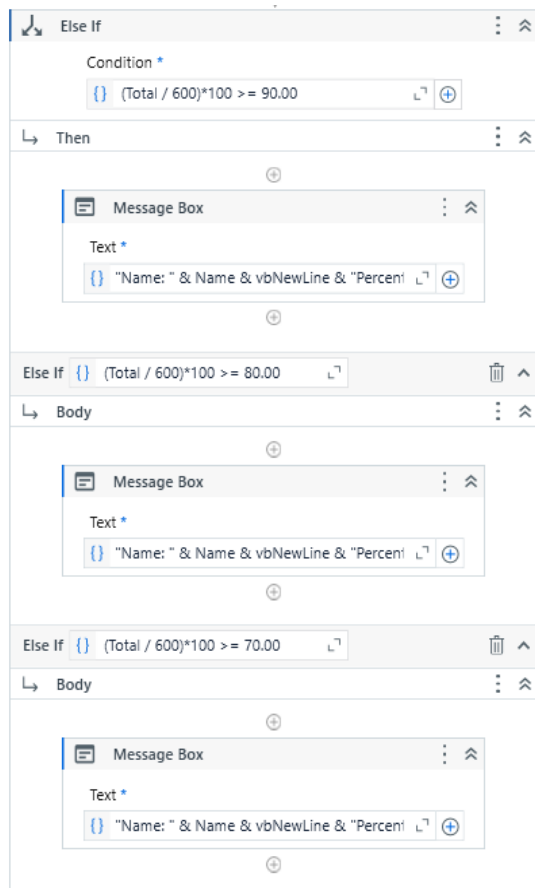 Else If
Condition *
{} (Total / 600)*100 >= 90.00
Then
Message Box
Text *
{} "Name: " & Name & vbNewLine & "Percent
Else If {} (Total / 600)*100 >= 80.00
Body
Message Box
Text *
{} "Name: " & Name & vbNewLine & "Percent
Else If {} (Total / 600)*100 >= 70.00
Body
Message Box
Text *
{} "Name: " & Name & vbNewLine & "Percent